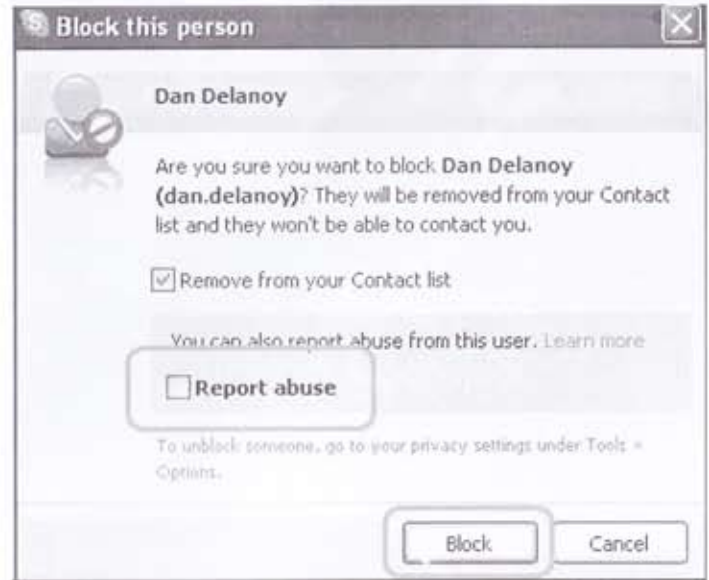 Block this person
Dan Delanoy
Are you sure you want to block Dan Delanoy
(dan.delanoy)? They will be removed from your Contact
list and they won't be able to contact you.
Remove from your Contact list
You can also report abuse from this user. Learn more
Report abuse
To unblock someone, go to your privacy settings under Tools >
Options.
Block Cancel